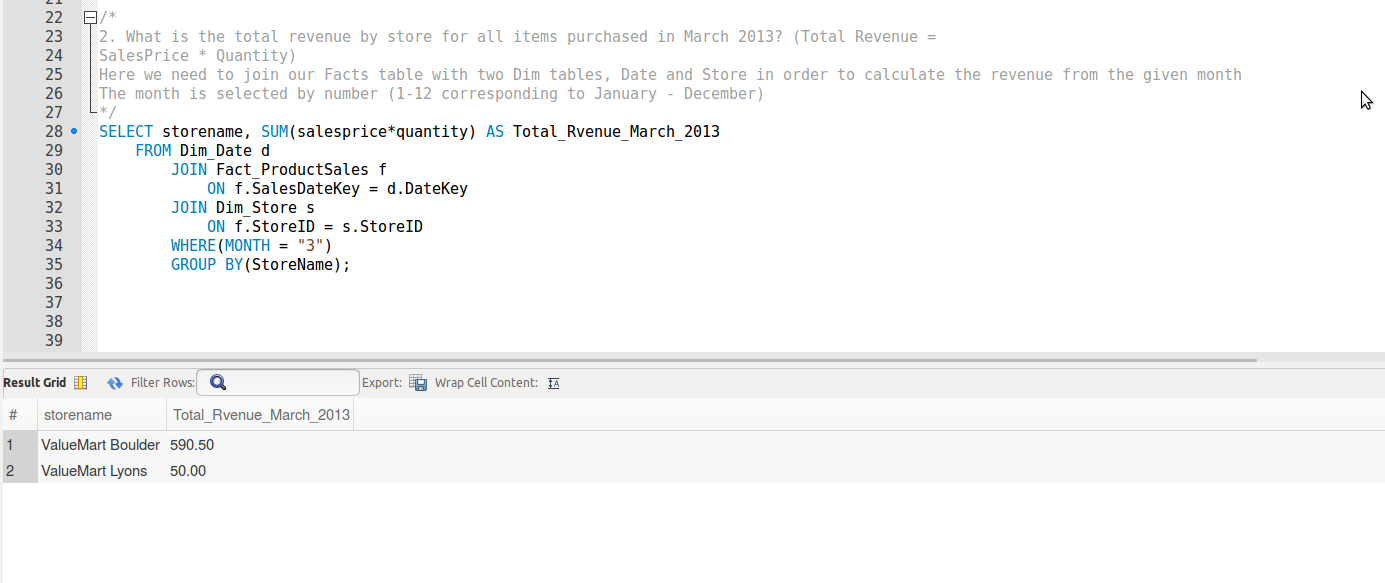 21
22 /*
23 2. What is the total revenue by store for all items purchased in March 2013? (Total Revenue =
24 SalesPrice * Quantity)
25 Here we need to join our Facts table with two Dim tables, Date and Store in order to calculate the revenue from the given month
26 The month is selected by number (1-12 corresponding to January - December)
27 */
28 SELECT storename, SUM(salesprice*quantity) AS Total_Rvenue_March_2013
29 FROM Dim_Date d
30 JOIN Fact_ProductSales f
31 ON f.SalesDateKey = d.DateKey
32 JOIN Dim_Store s
33 ON f.StoreID = s.StoreID
34 WHERE(MONTH = "3")
35 GROUP BY(StoreName);
36
37
38
39
Result Grid Filter Rows: Export: Wrap Cell Content: IA
# storename Total_Rvenue_March_2013
1 ValueMart Boulder 590.50
2 ValueMart Lyons 50.00